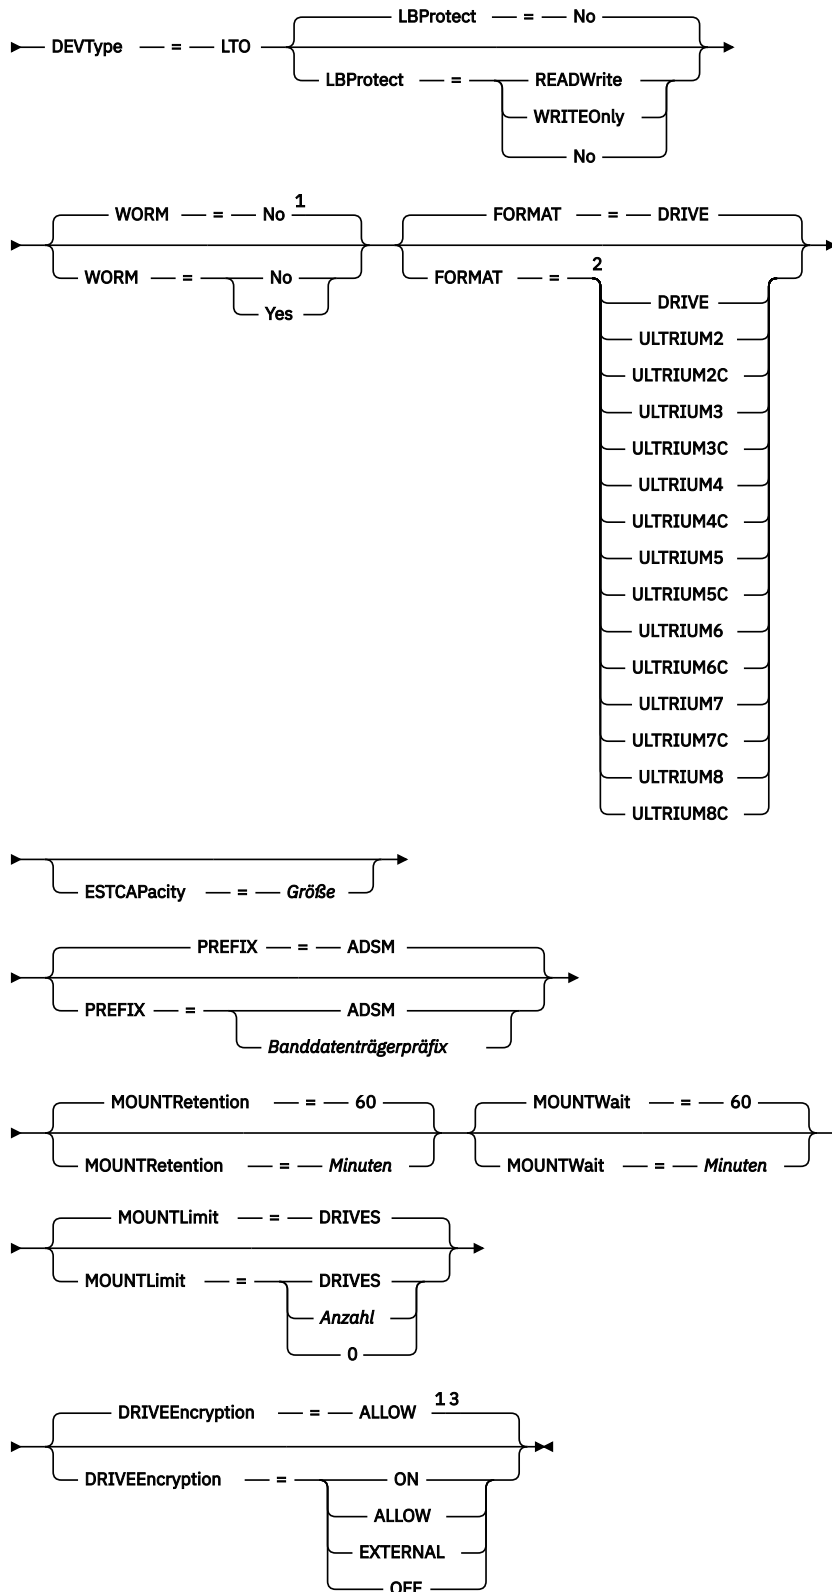 LBProtect = No
DEVType = LTO
LBProtect = READWrite
WRITEOnly
No
WORM = No 1 FORMAT = DRIVE
WORM = No FORMAT = 2
Yes DRIVE
ULTRIUM2
ULTRIUM2C
ULTRIUM3
ULTRIUM3C
ULTRIUM4
ULTRIUM4C
ULTRIUM5
ULTRIUM5C
ULTRIUM6
ULTRIUM6C
ULTRIUM7
ULTRIUM7C
ULTRIUM8
ULTRIUM8C
ESTCAPacity = Größe
PREFIX = ADSM
PREFIX = ADSM
Banddatenträgerpräfix
MOUNTRetention = 60 MOUNTWait = 60
MOUNTRetention = Minuten MOUNTWait = Minuten
MOUNTLimit = DRIVES
MOUNTLimit = DRIVES
Anzahl
0
DRIVEEncryption = ALLOW 1 3
DRIVEEncryption = ON
ALLOW
EXTERNAL
OFF